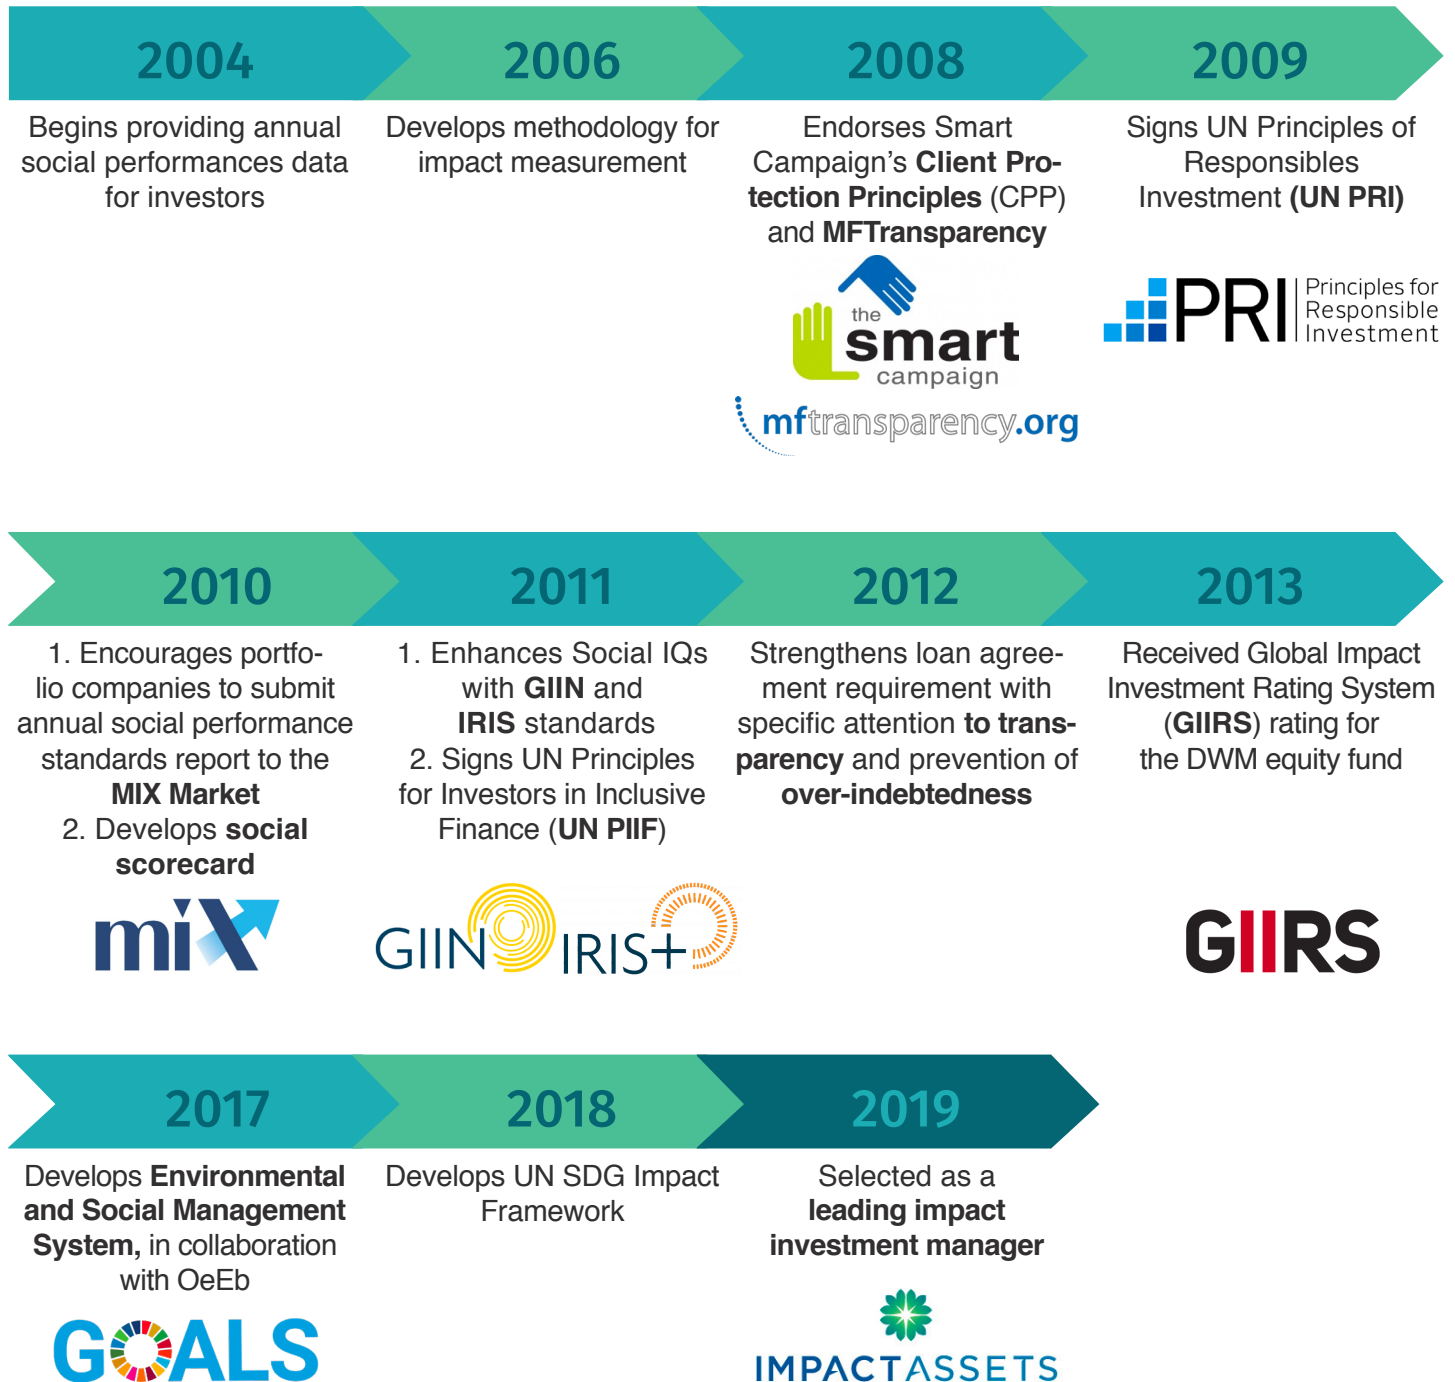 2004
Begins providing annual
social performances data
for investors
2006
Develops methodology for
impact measurement
2008
Endorses Smart
Campaign’s Client Pro-
tection Principles (CPP)
and MFTransparency
the
smart
campaign
mftransparency.org
2009
Signs UN Principles of
Responsibles
Investment (UN PRI)
PRI
Principles for
Responsible
Investment
2010
1. Encourages portfo-
lio companies to submit
annual social performance
standards report to the
MIX Market
2. Develops social
scorecard
mix
2011
1. Enhances Social IQs
with GIIN and
IRIS standards
2. Signs UN Principles
for Investors in Inclusive
Finance (UN PIIF)
GIIN
IRIS+
2012
Strengthens loan agree-
ment requirement with
specific attention to trans-
parency and prevention of
over-indebtedness
2013
Received Global Impact
Investment Rating System
(GIIRS) rating for
the DWM equity fund
GIIRS
2017
Develops Environmental
and Social Management
System, in collaboration
with OeEb
GOALS
2018
Develops UN SDG Impact
Framework
2019
Selected as a
leading impact
investment manager
IMPACTASSETS